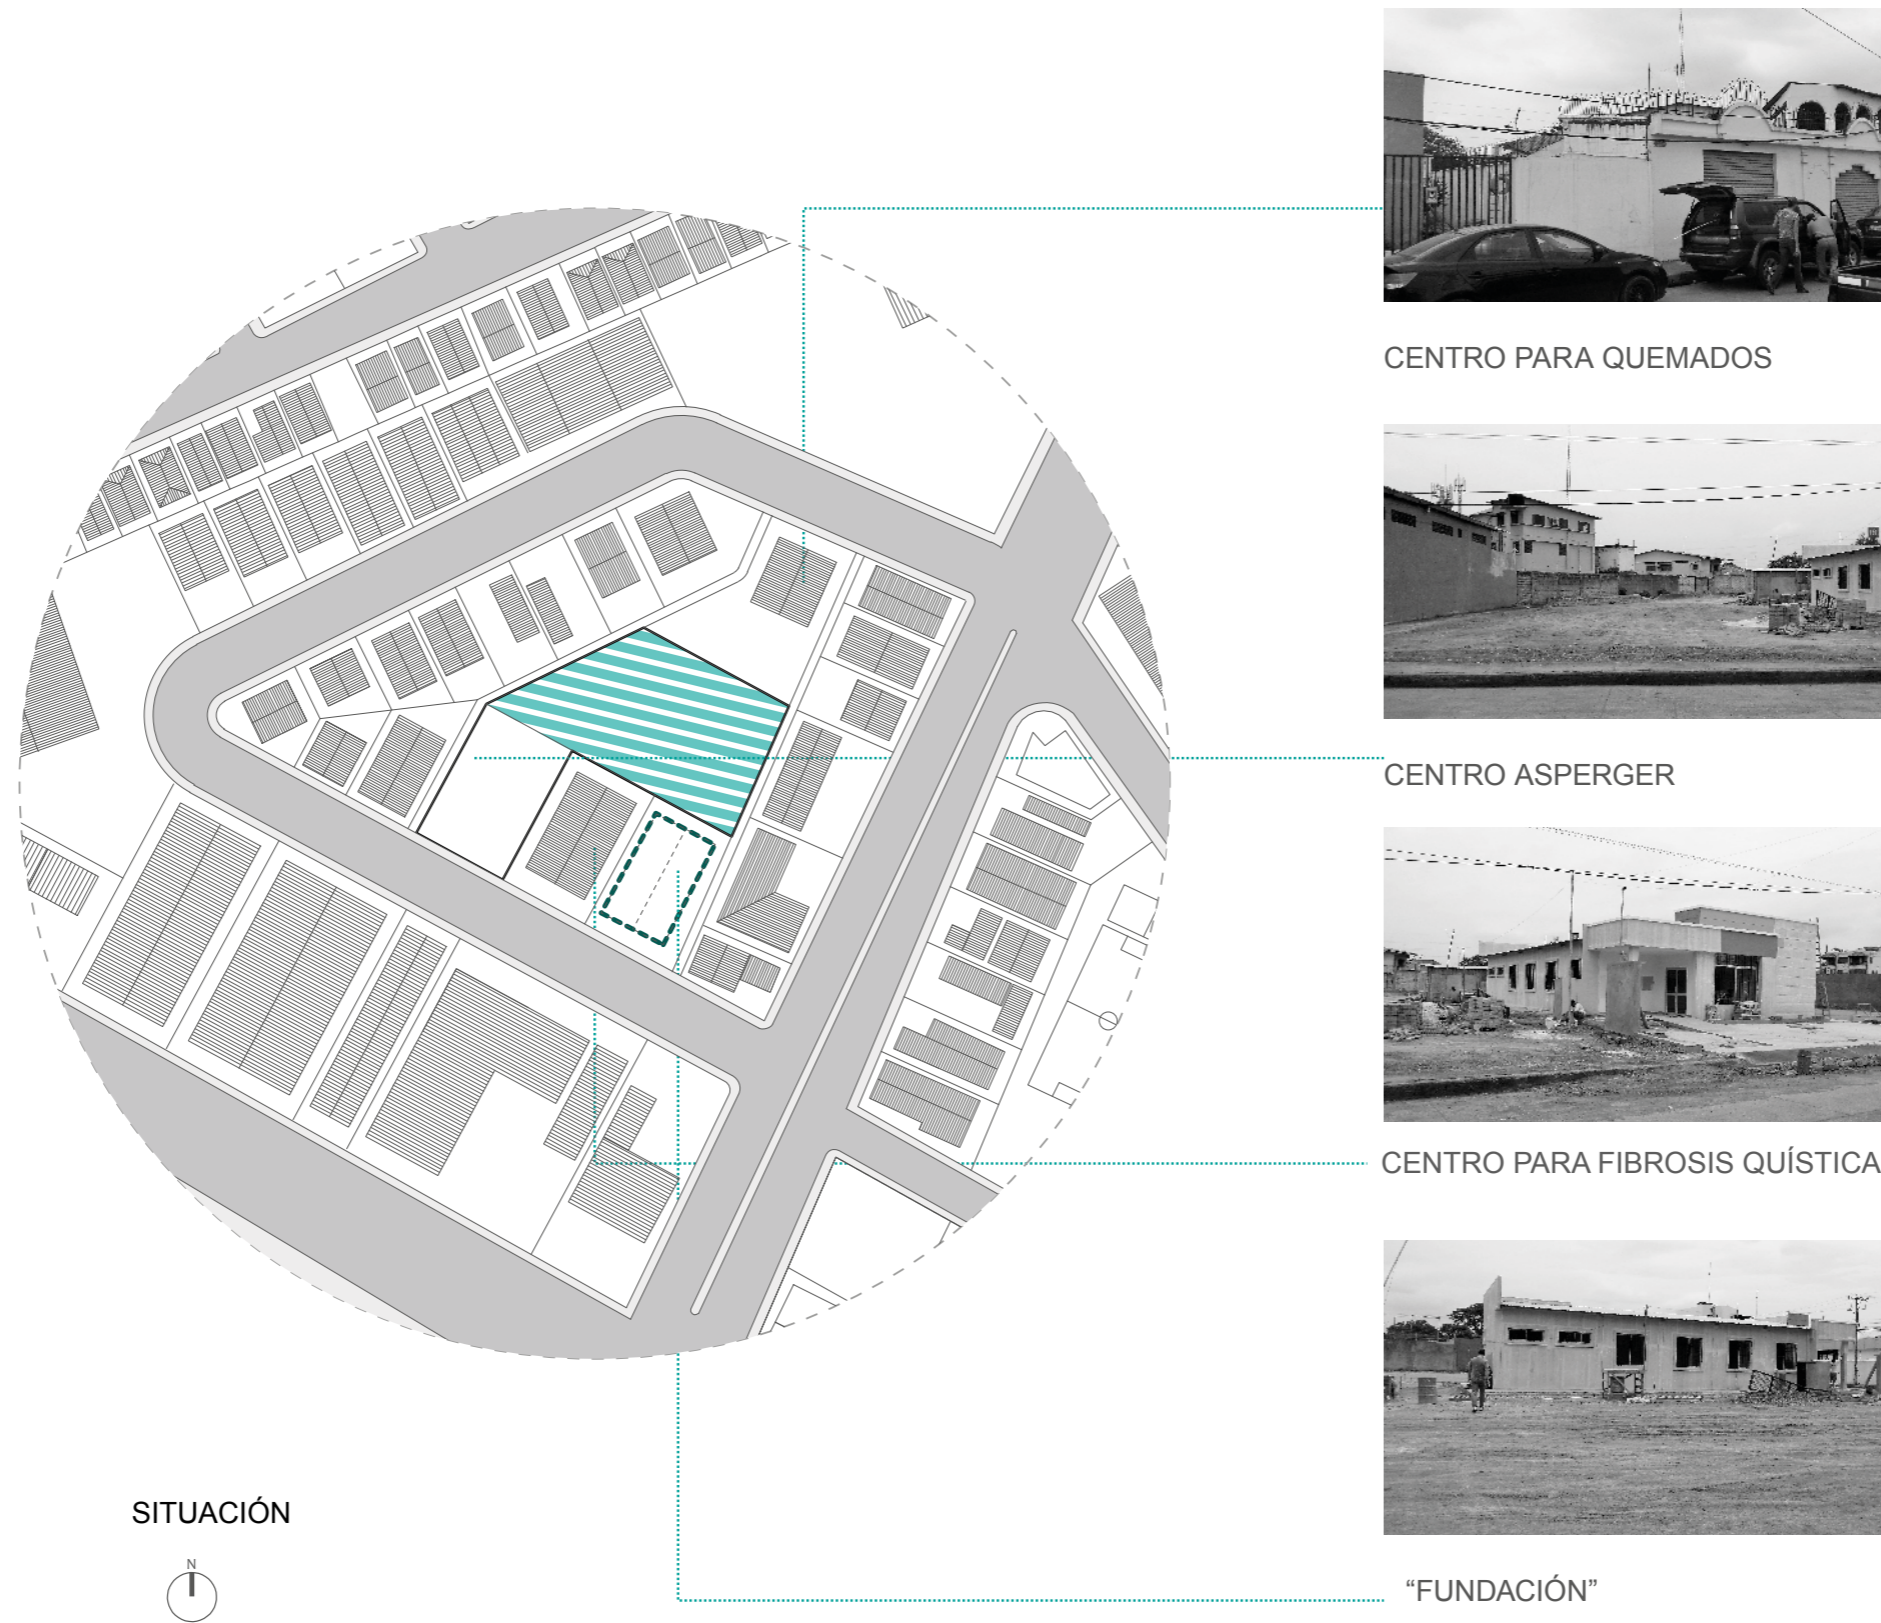 CENTRO PARA QUEMADOS
CENTRO ASPERGER
CENTRO PARA FIBROSIS QUÍSTICA
“FUNDACIÓN”
SITUACIÓN
N